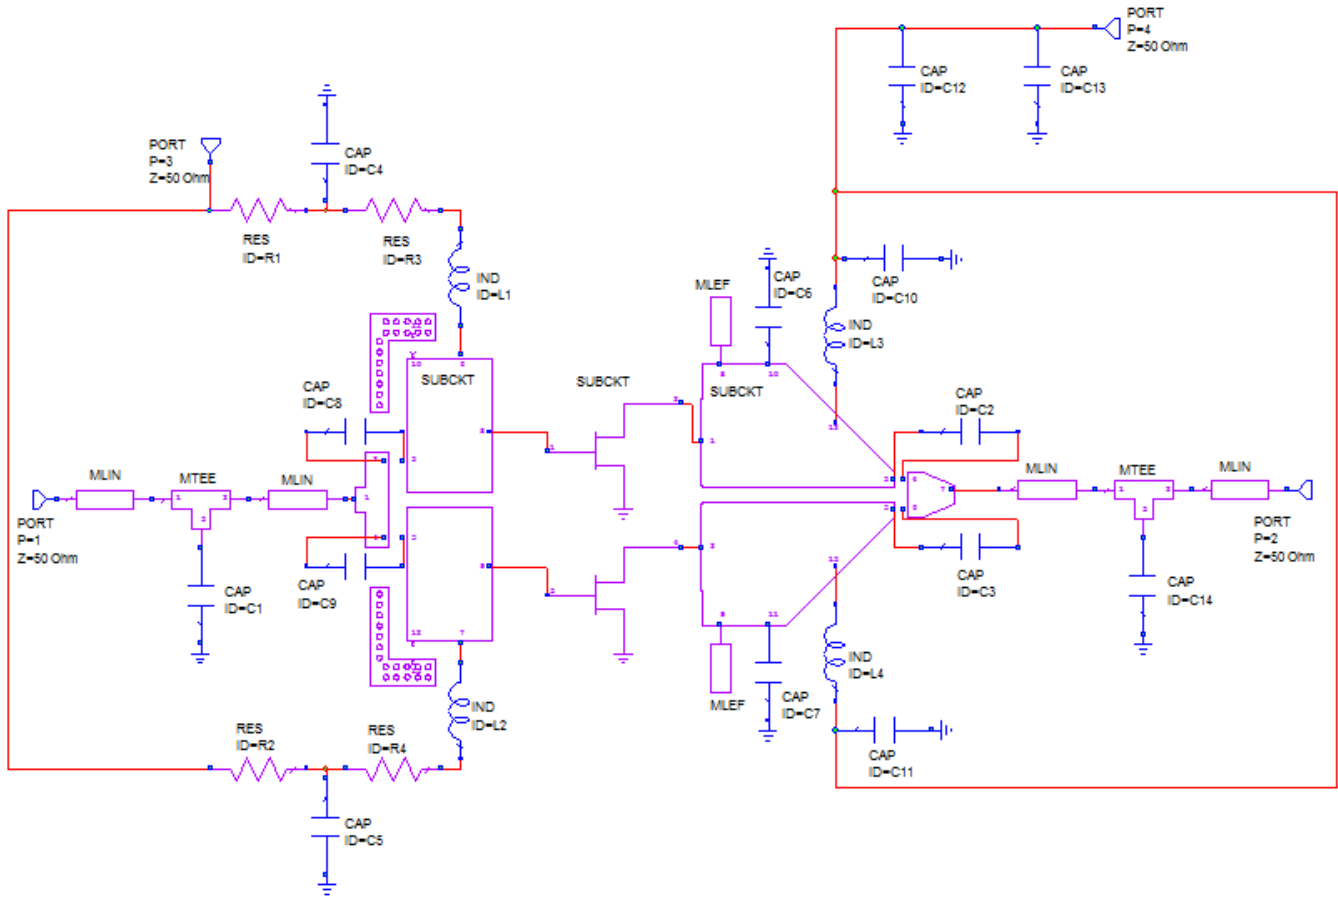 PORT
P=4
Z=50 Ohm
CAP
ID=C12
CAP
ID=C13
PORT
P=3
Z=50 Ohm
CAP
ID=C4
RES
ID=R1
RES
ID=R3
IND
ID=L1
MLEF
CAP
ID=C6
CAP
ID=C10
IND
ID=L3
SUBCKT
SUBCKT
SUBCKT
CAP
ID=C8
CAP
ID=C2
MLIN
MTEE
MLIN
MLIN
MTEE
MLIN
PORT
P=1
Z=50 Ohm
PORT
P=2
Z=50 Ohm
CAP
ID=C1
CAP
ID=C9
CAP
ID=C3
CAP
ID=C14
IND
ID=L4
IND
ID=L2
MLEF
CAP
ID=C7
CAP
ID=C11
RES
ID=R2
RES
ID=R4
CAP
ID=C5